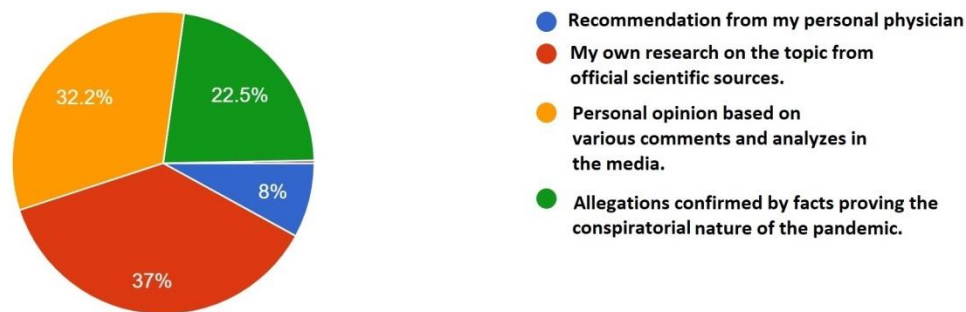 Recommendation from my personal physician
My own research on the topic from
official scientific sources.
32.2%
22.5%
Personal opinion based on
various comments and analyzes in
the media.
8%
Allegations confirmed by facts proving the
conspiratorial nature of the pandemic.
37%